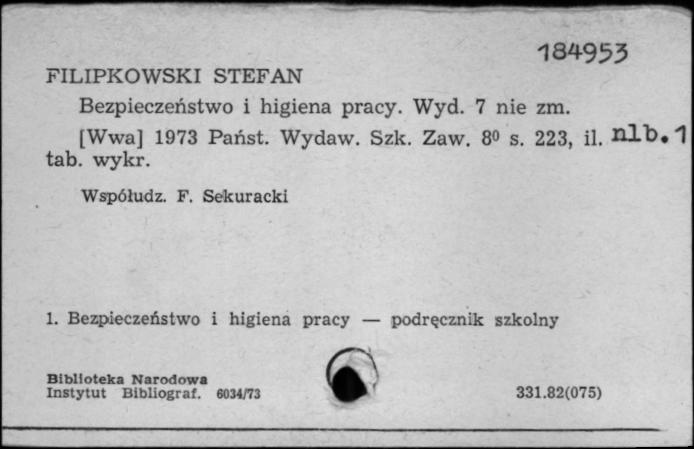 184953
FILIPKOWSKI STEFAN
Bezpieczeństwo i higiena pracy. Wyd. 7 nie zm.
[Wwa] 1973 Państ. Wydaw. Szk. Zaw. 8⁰ s. 223, il. nlb. 1
tab. wykr.
Współudz. F. Sekuracki
1. Bezpieczeństwo i higiena pracy — podręcznik szkolny
Biblioteka Narodowa
Instytut Bibliograf. 6034/73
331.82(075)